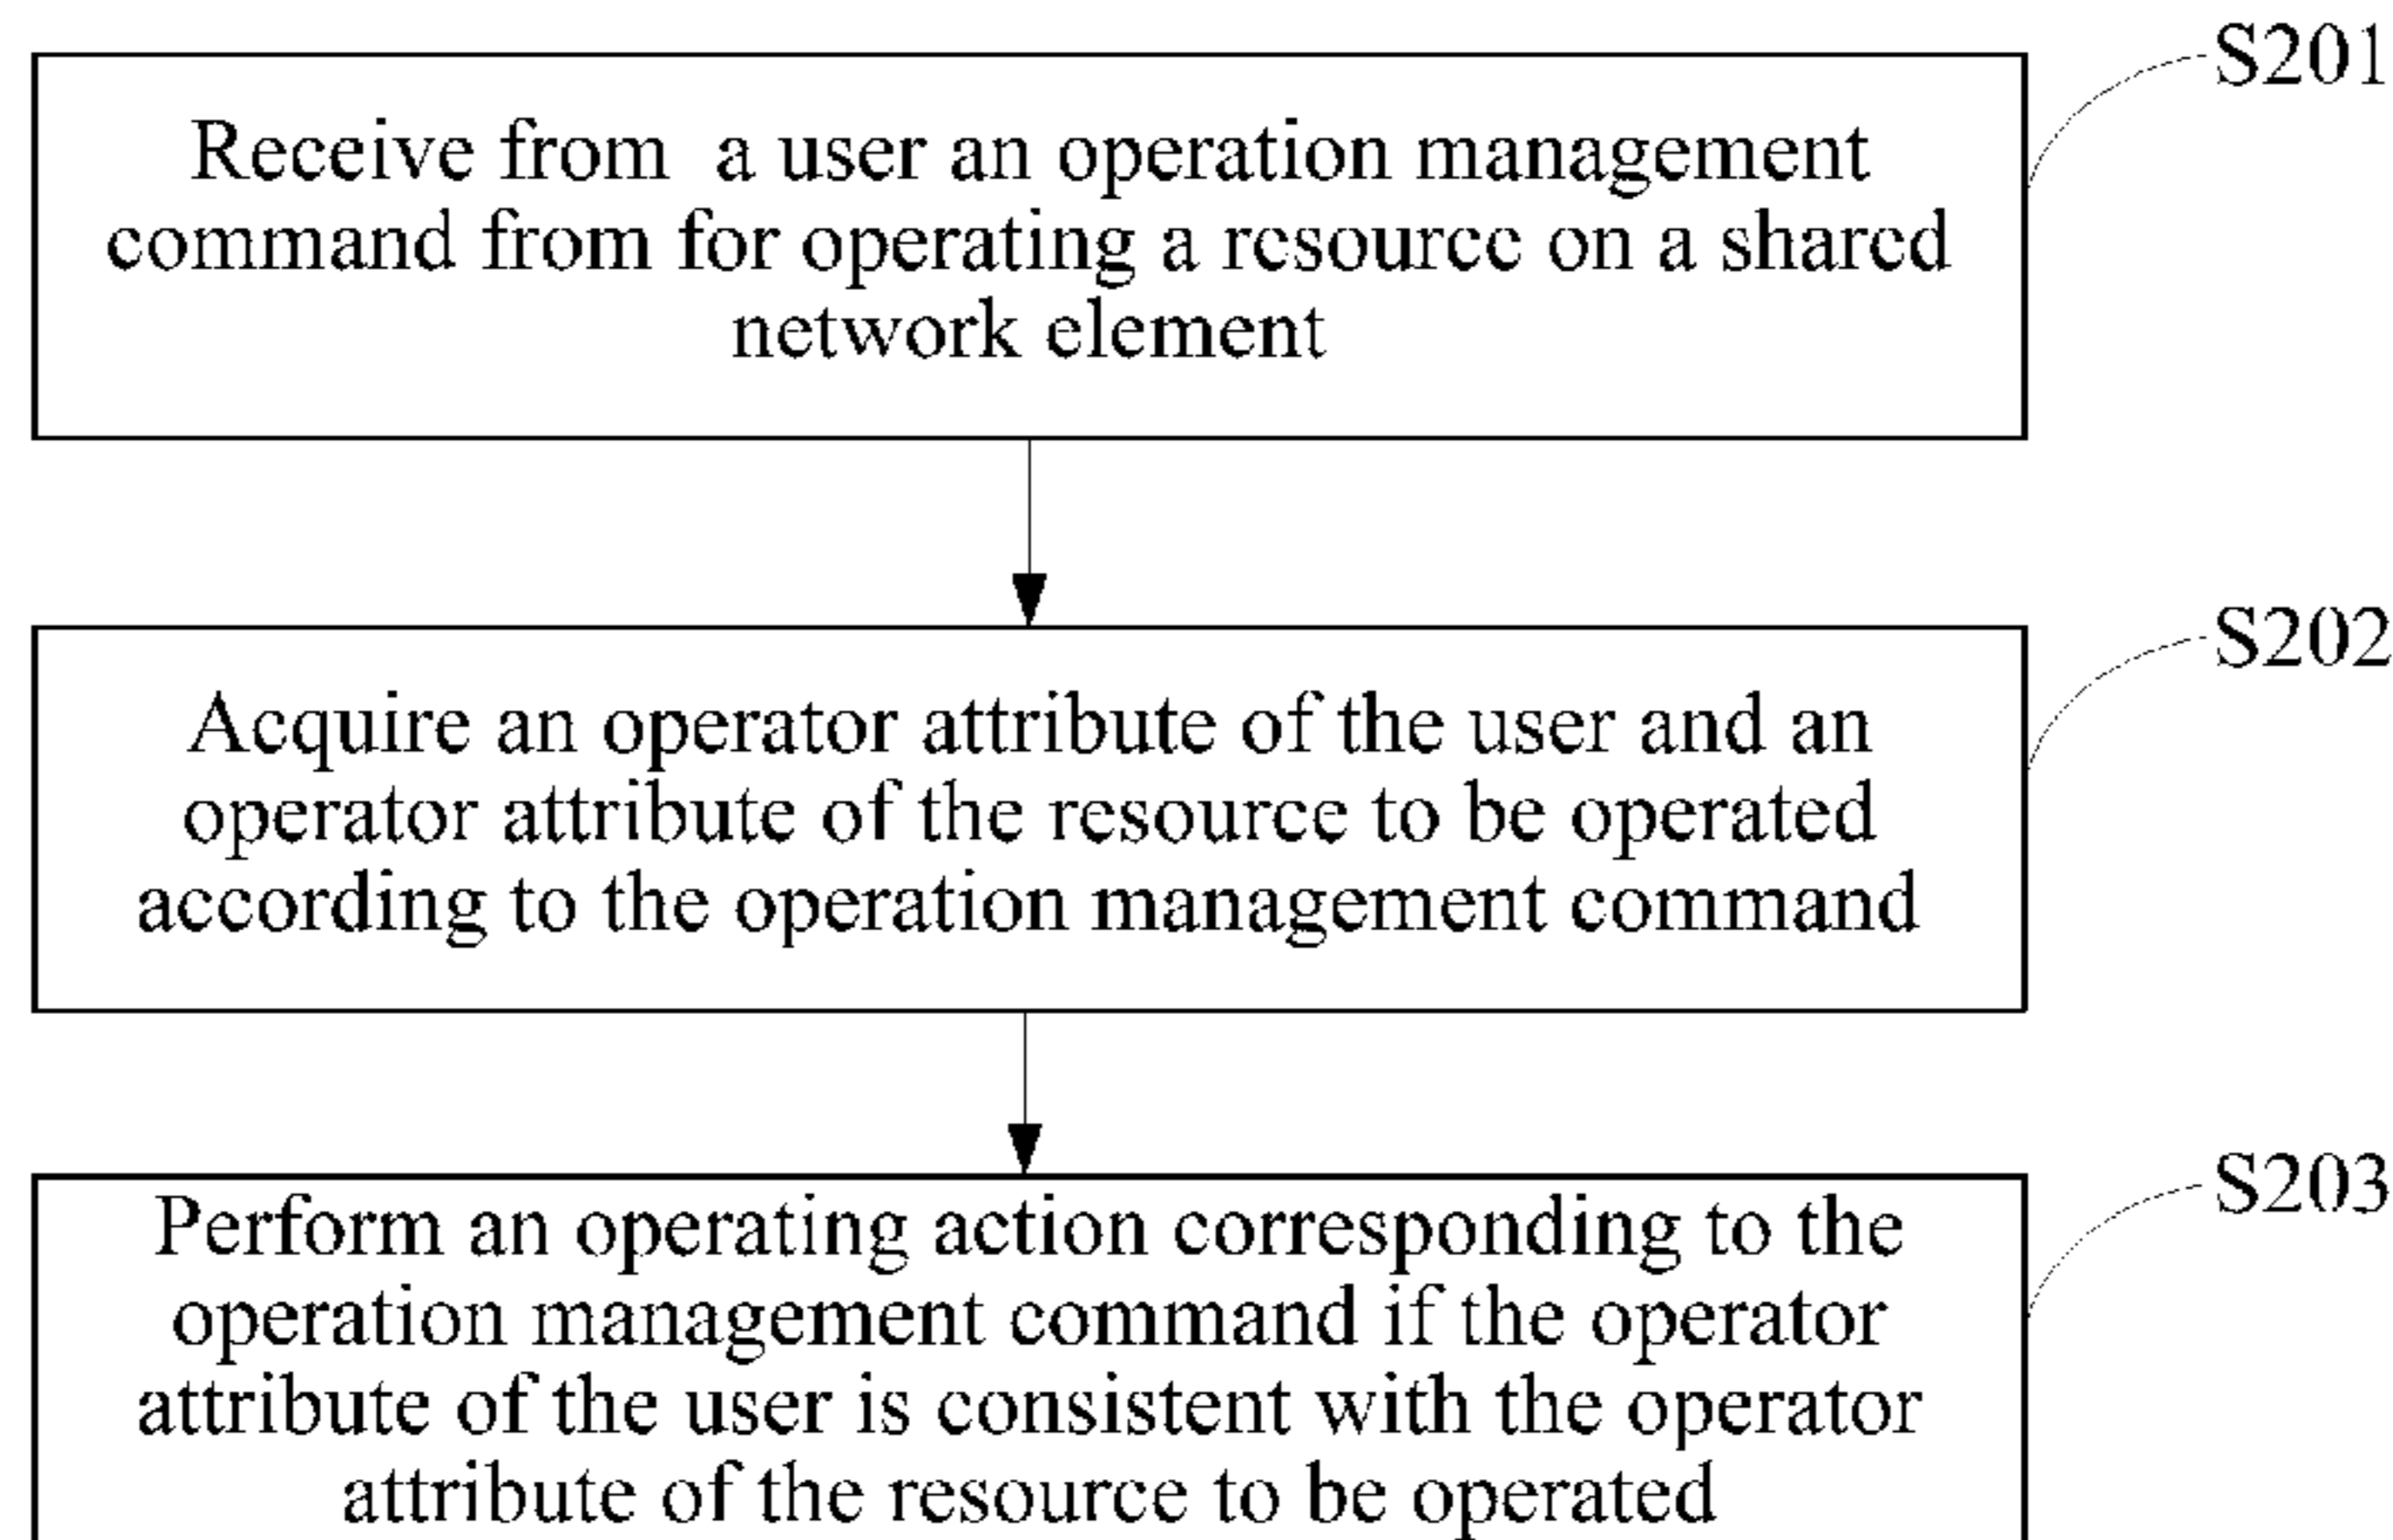 S201
Receive from a user an operation management
command from for operating a resource on a shared
network element
S202
Acquire an operator attribute of the user and an
operator attribute of the resource to be operated
according to the operation management command
S203
Perform an operating action corresponding to the
operation management command if the operator
attribute of the user is consistent with the operator
attribute of the resource to be operated